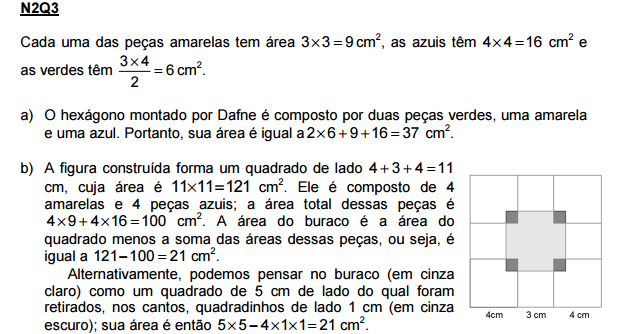 N2Q3
Cada uma das peças amarelas tem área 3×3=9 cm², as azuis têm 4×4=16 cm² e
as verdes têm 3×4/2 = 6 cm².
a) O hexágono montado por Dafne é composto por duas peças verdes, uma amarela
e uma azul. Portanto, sua área é igual a 2×6+9+16=37 cm².
b) A figura construída forma um quadrado de lado 4+3+4=11
cm, cuja área é 11×11=121 cm². Ele é composto de 4
amarelas e 4 peças azuis; a área total dessas peças é
4×9+4×16=100 cm². A área do buraco é a área do
quadrado menos a soma das áreas dessas peças, ou seja, é
igual a 121−100=21 cm².
Alternativamente, podemos pensar no buraco (em cinza
claro) como um quadrado de 5 cm de lado do qual foram
retirados, nos cantos, quadradinhos de lado 1 cm (em cinza
escuro); sua área é então 5×5−4×1×1=21 cm².
4cm 3 cm 4 cm